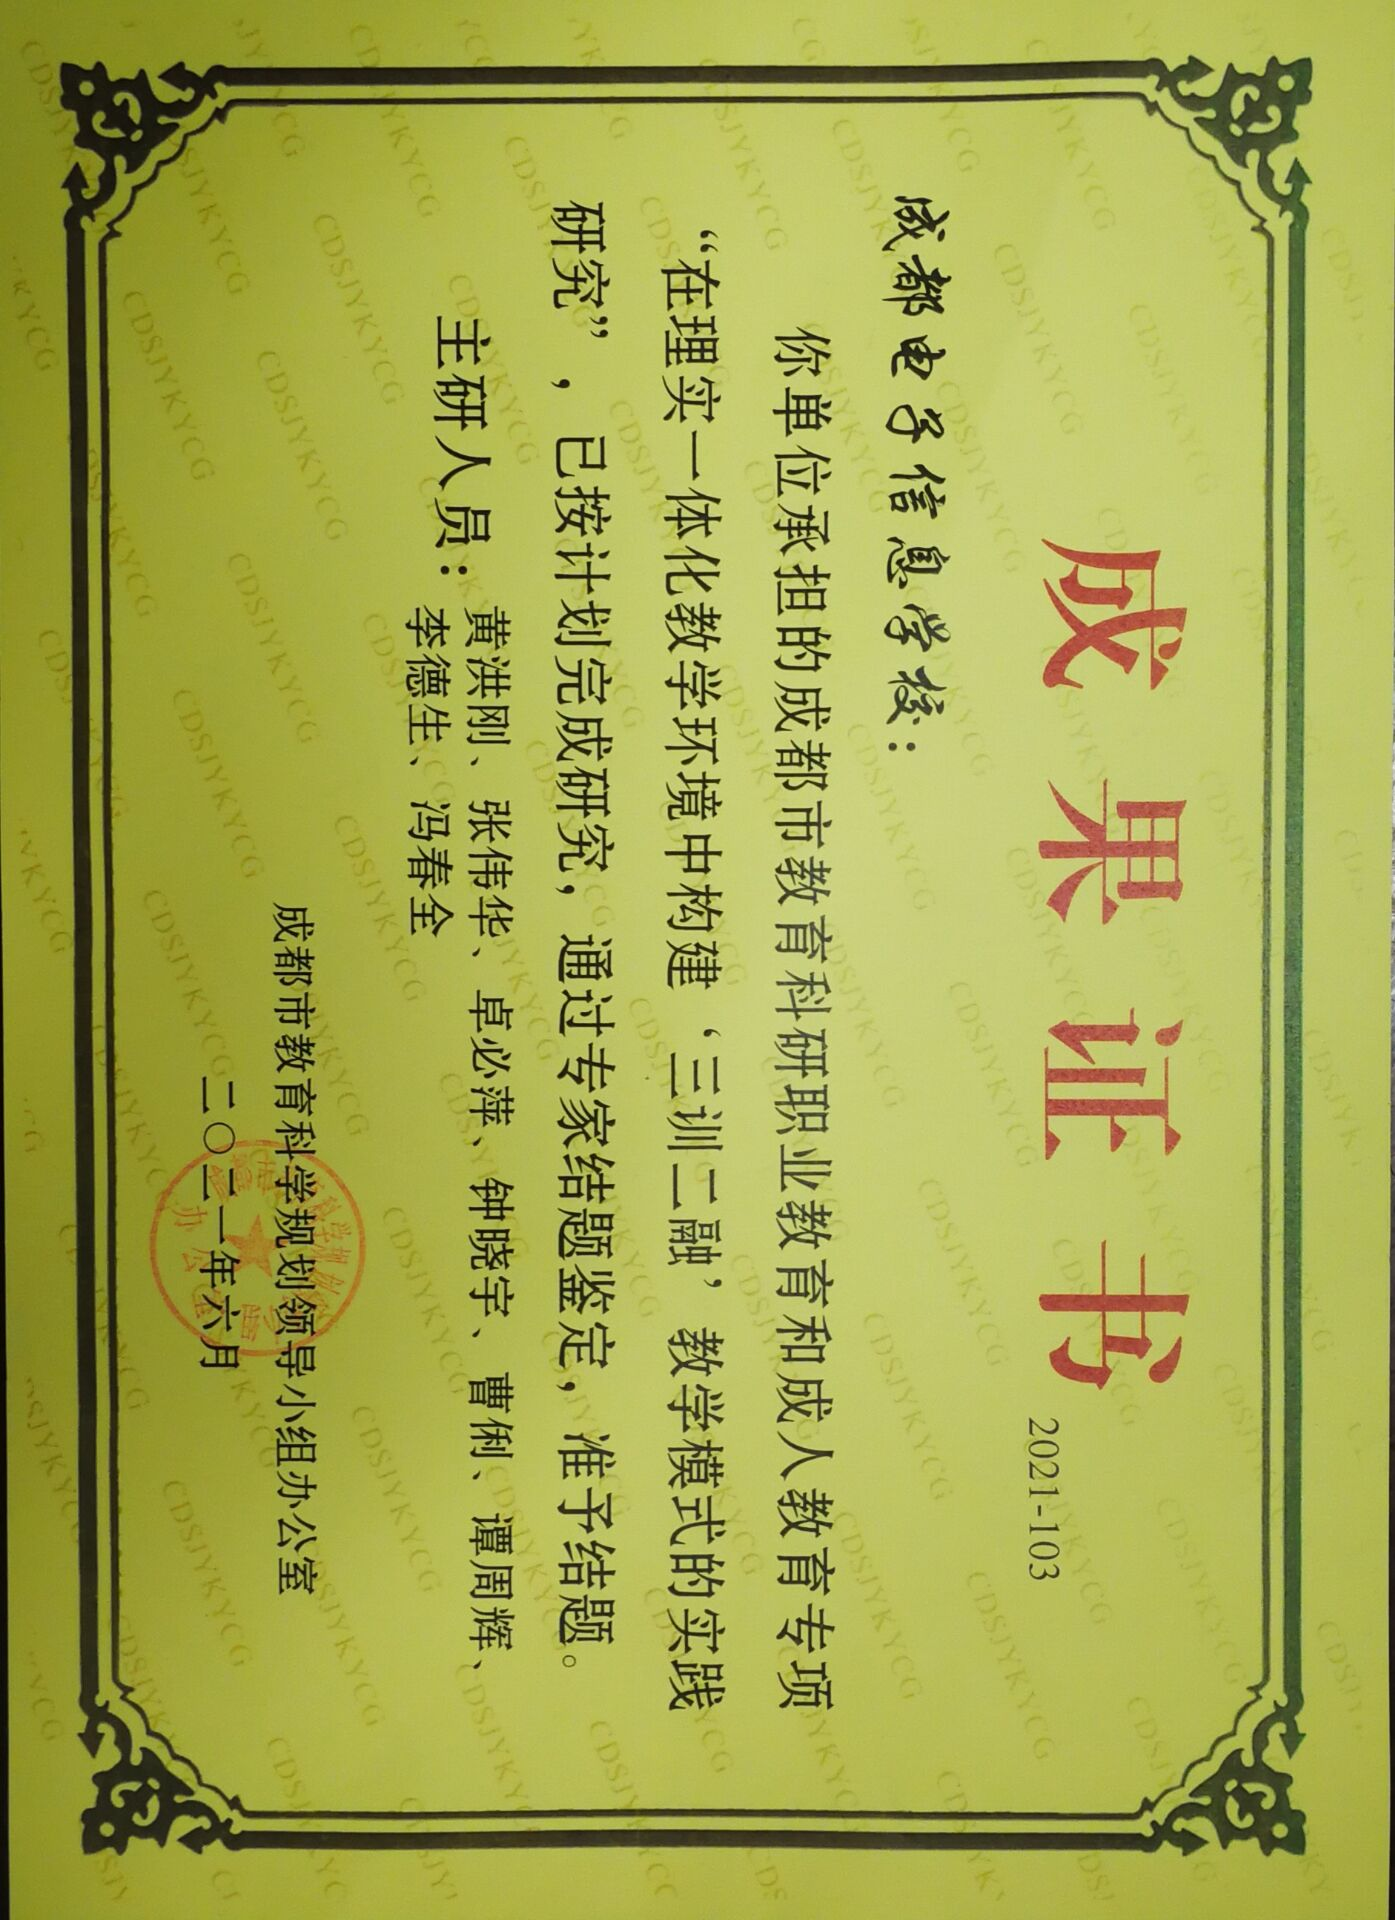 成果证书
2021-103
成都电子信息学校：
你单位承担的成都市教育科研职业教育和成人教育专项
“在理实一体化教学环境中构建‘三训二融’教学模式的实践
研究”，已按计划完成研究，通过专家结题鉴定，准予结题。
主研人员：黄洪刚、张伟华、卓必萍、钟晓宇、曹俐、谭周辉、
李德生、冯春全
成都市教育科学规划领导小组办公室
二〇二一年六月